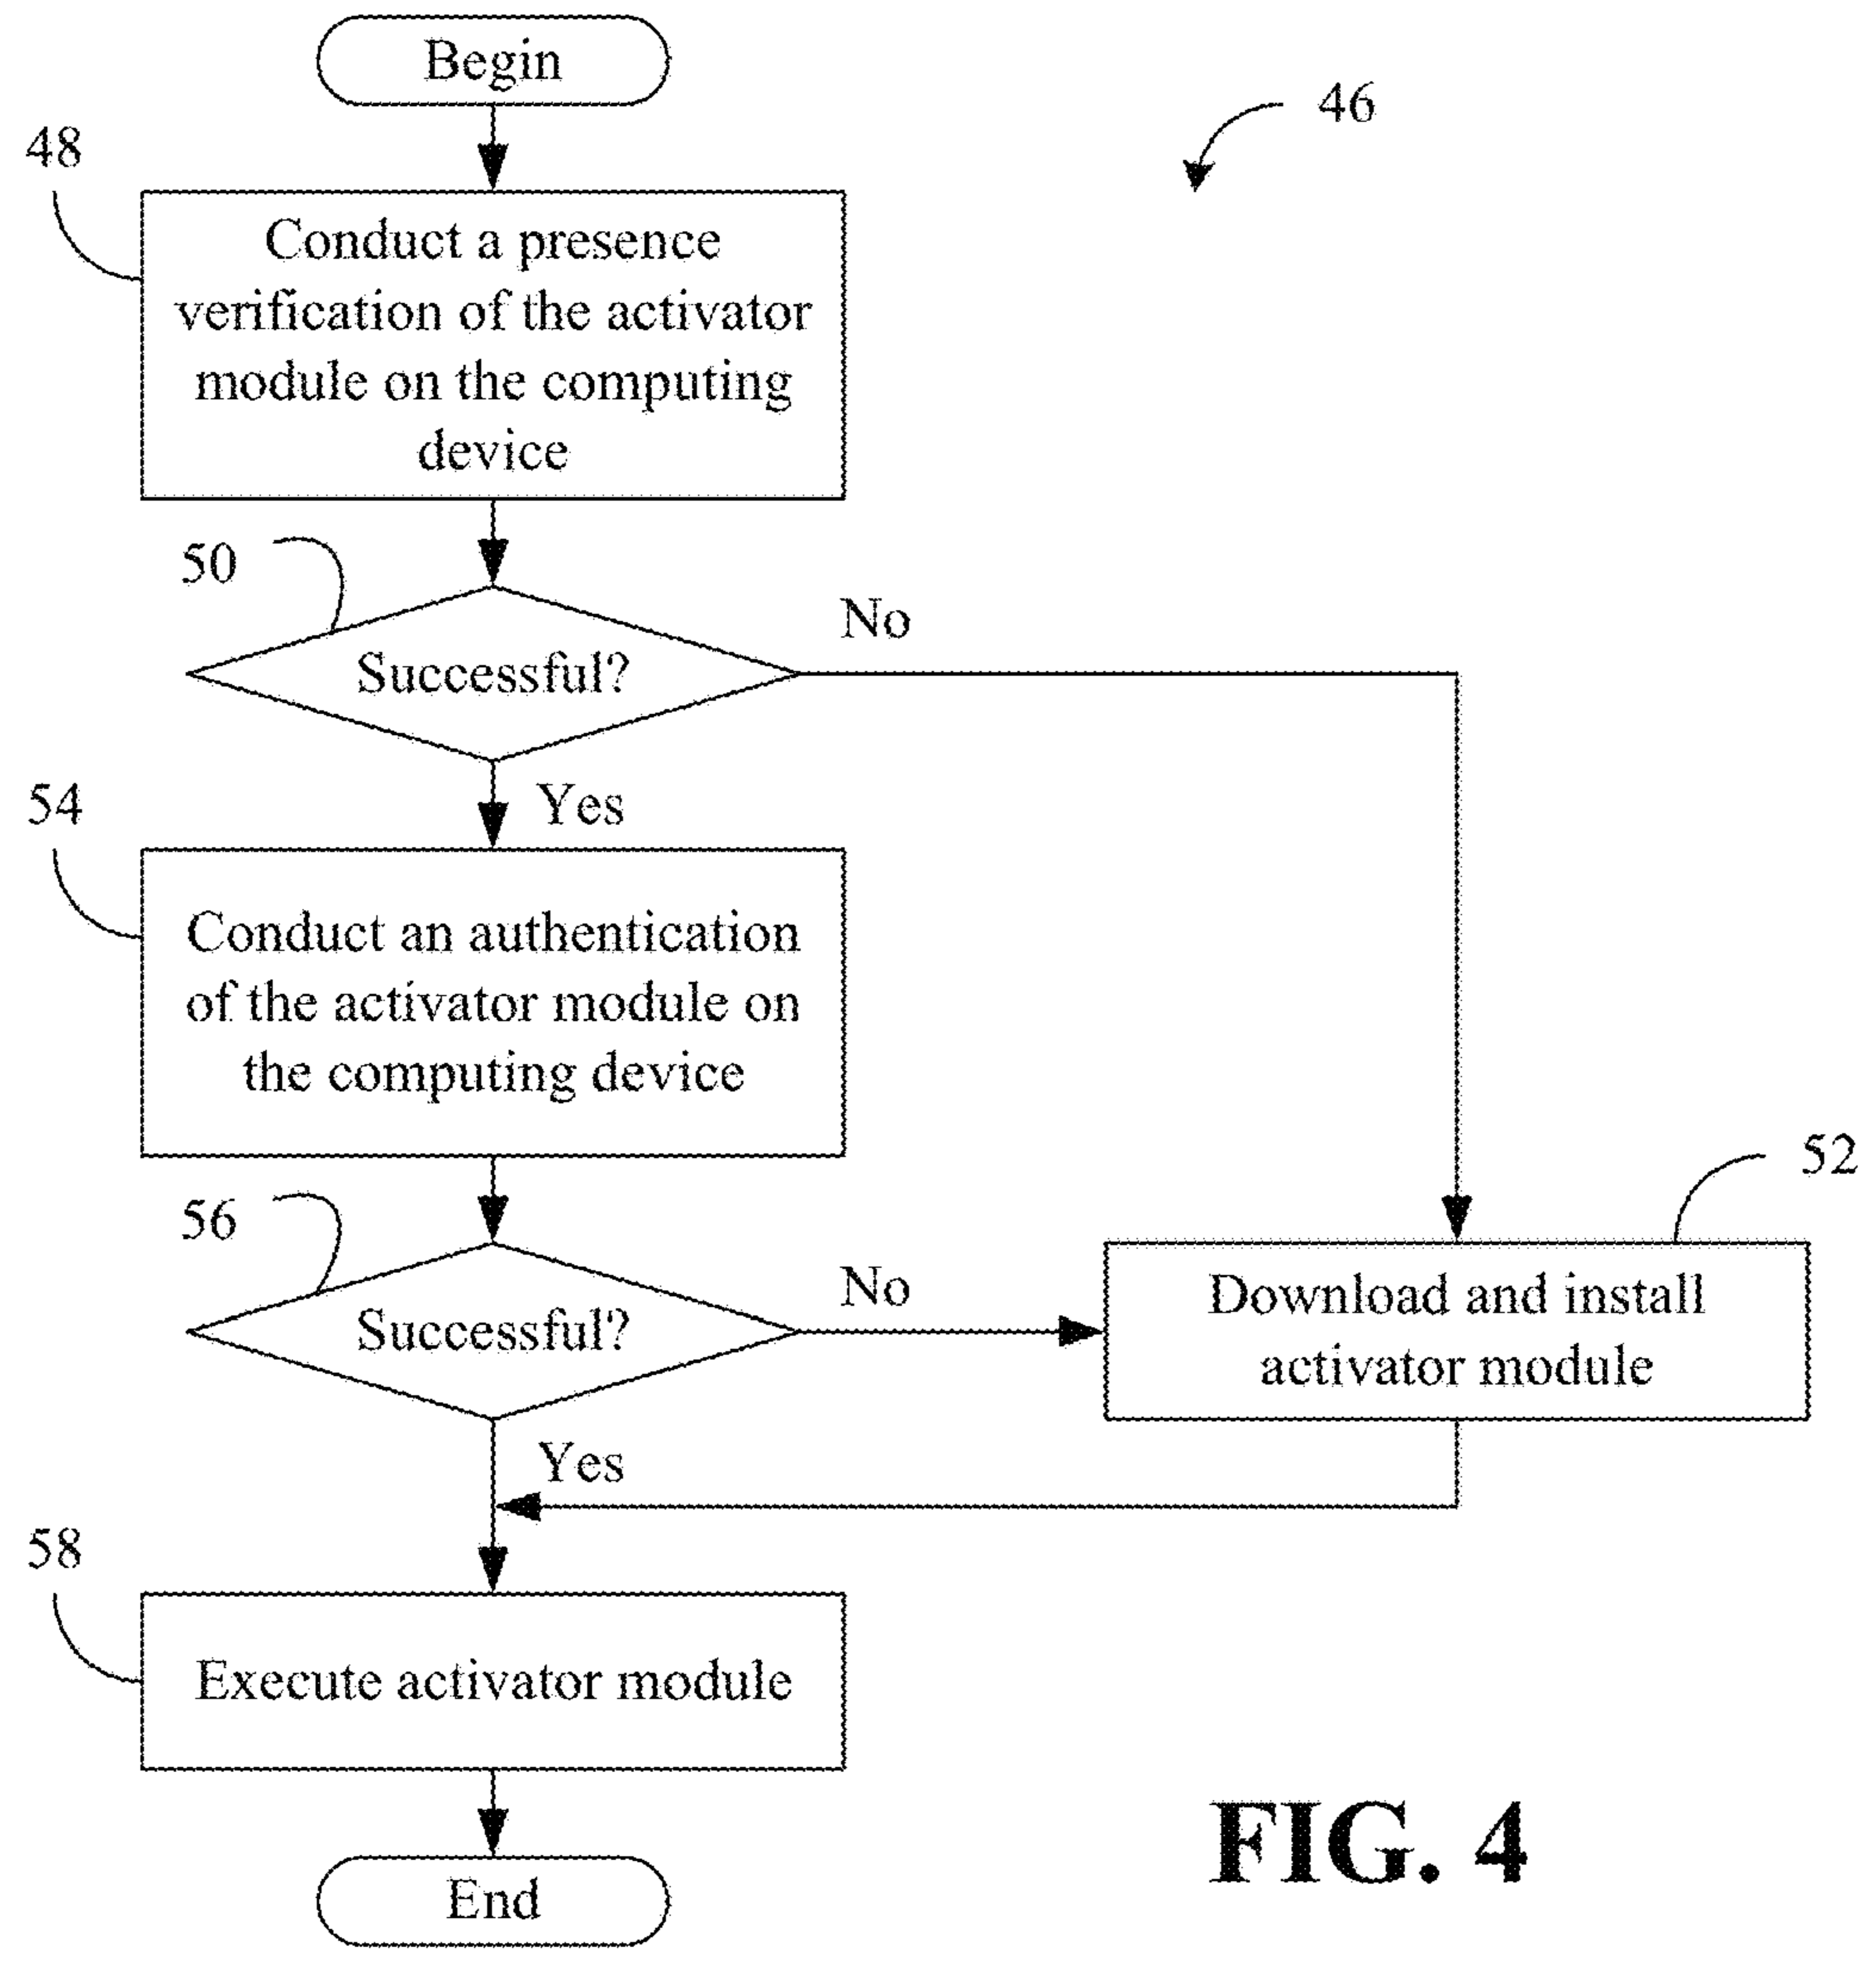 Begin
46
48
Conduct a presence
verification of the activator
module on the computing
device
50
No
Successful?
Yes
54
Conduct an authentication
of the activator module on
the computing device
52
56
No
Successful?
Download and install
activator module
Yes
58
Execute activator module
FIG. 4
End